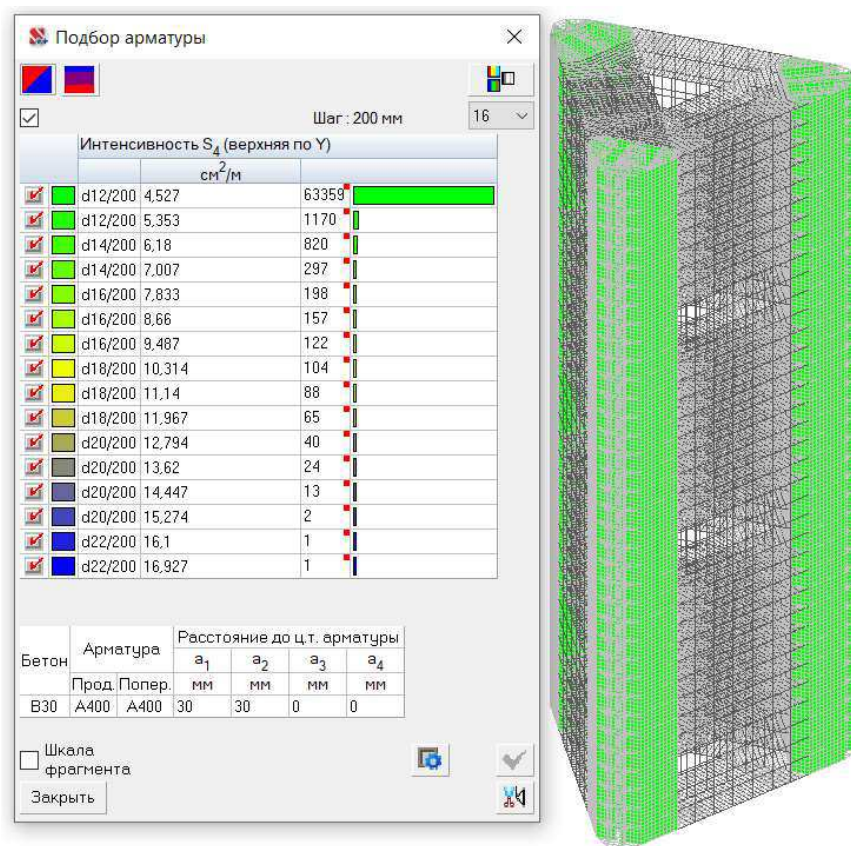 Подбор арматуры
Шаг : 200 мм
16
Интенсивность S4 (верхняя по Y)
см2/м
d12/200 4,527 63359
d12/200 5,353 1170
d14/200 6,18 820
d14/200 7,007 297
d16/200 7,833 198
d16/200 8,66 157
d16/200 9,487 122
d18/200 10,314 104
d18/200 11,14 88
d18/200 11,967 65
d20/200 12,794 40
d20/200 13,62 24
d20/200 14,447 13
d20/200 15,274 2
d22/200 16,1 1
d22/200 16,927 1
Бетон Арматура Расстояние до ц.т. арматуры
a1 a2 a3 a4
Прод. Попер. мм мм мм мм
B30 A400 A400 30 30 0 0
Шкала
фрагмента
Закрыть